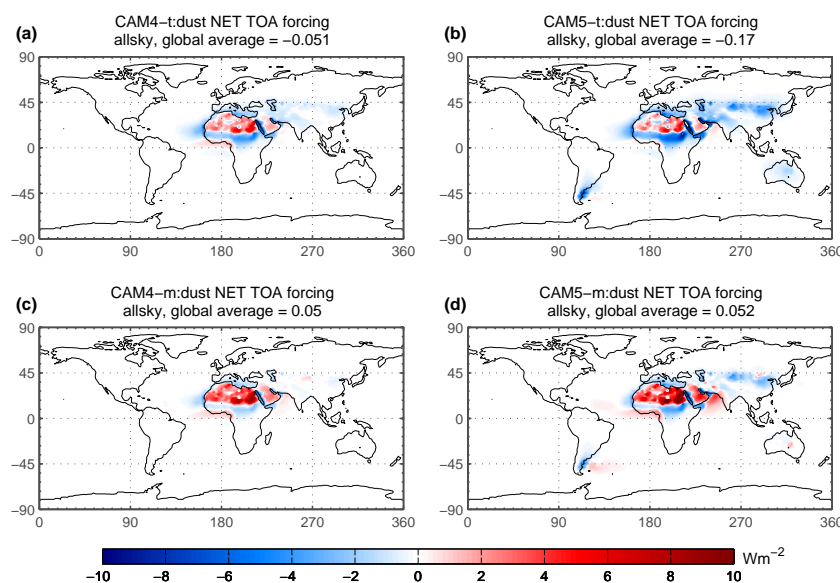 (a) CAM4−t:dust NET TOA forcing
allsky, global average = −0.051
90
45
0
−45
−90
0 90 180 270 360
(b) CAM5−t:dust NET TOA forcing
allsky, global average = −0.17
90
45
0
−45
−90
0 90 180 270 360
(c) CAM4−m:dust NET TOA forcing
allsky, global average = 0.05
90
45
0
−45
−90
0 90 180 270 360
(d) CAM5−m:dust NET TOA forcing
allsky, global average = 0.052
90
45
0
−45
−90
0 90 180 270 360
Wm⁻²
−10 −8 −6 −4 −2 0 2 4 6 8 10